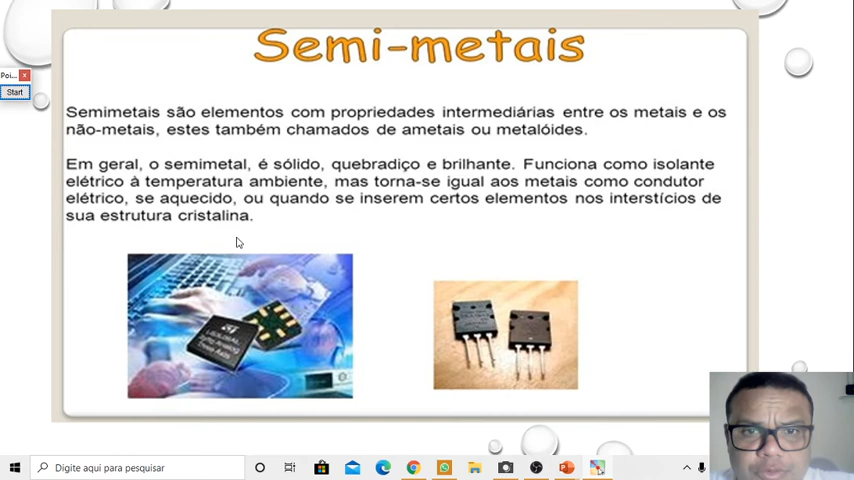 Semi-metais
Poi...
Start
Semimetais são elementos com propriedades intermediárias entre os metais e os
não-metais, estes também chamados de ametais ou metalóides.
Em geral, o semimetal, é sólido, quebradiço e brilhante. Funciona como isolante
elétrico à temperatura ambiente, mas torna-se igual aos metais como condutor
elétrico, se aquecido, ou quando se inserem certos elementos nos interstícios de
sua estrutura cristalina.
Digite aqui para pesquisar